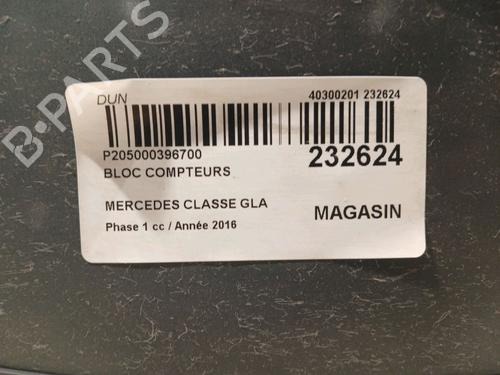 B-PARTS
DUN
40300201 232624
P205000396700
232624
BLOC COMPTEURS
MERCEDES CLASSE GLA
MAGASIN
Phase 1 cc / Année 2016